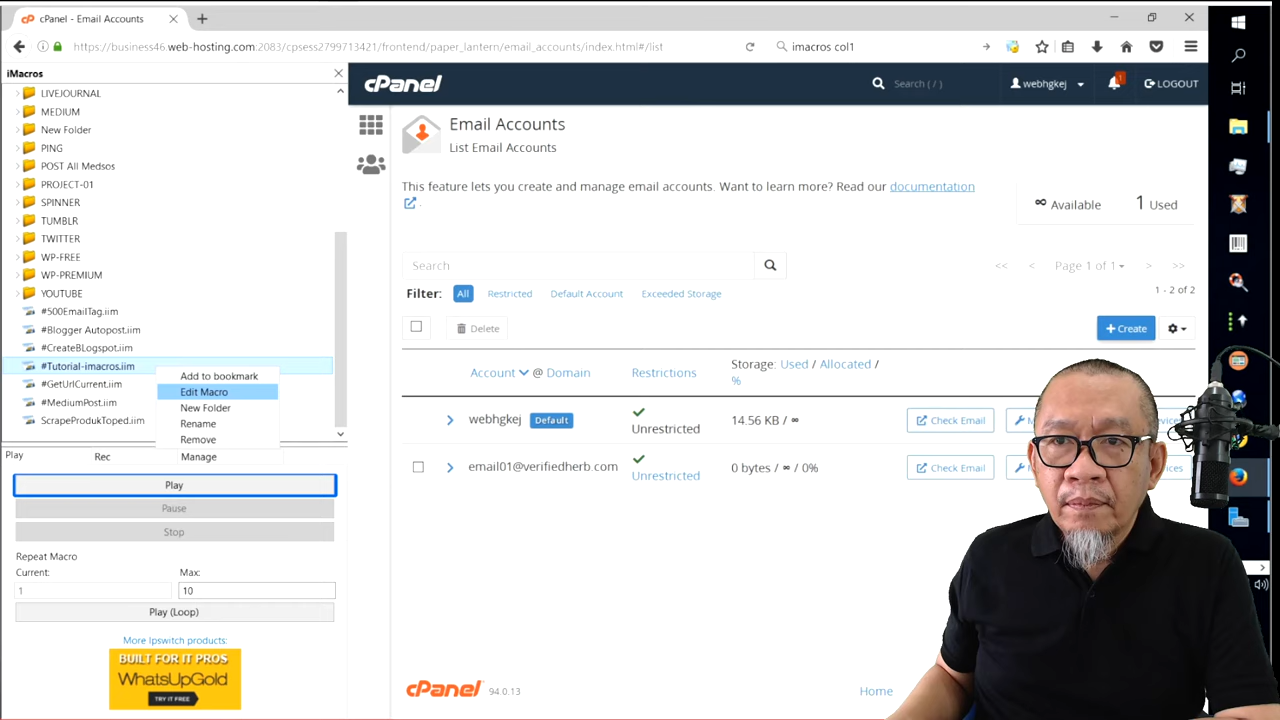 cPanel - Email Accounts
https://business46.web-hosting.com:2083/cpsess2799713421/frontend/paper_lantern/email_accounts/index.html#/list
imacros col1
iMacros
LIVEJOURNAL
MEDIUM
New Folder
PING
POST All Medsos
PROJECT-01
SPINNER
TUMBLR
TWITTER
WP-FREE
WP-PREMIUM
YOUTUBE
#500EmailTag.iim
#Blogger Autopost.iim
#CreateBLogspot.iim
#Tutorial-imacros.iim
#GetUrlCurrent.iim
#MediumPost.iim
ScrapeProdukToped.iim
Add to bookmark
Edit Macro
New Folder
Rename
Remove
Play Rec Manage
Play
Pause
Stop
Repeat Macro
Current: Max:
1 10
Play (Loop)
More Ipswitch products:
BUILT FOR IT PROS
WhatsUpGold
TRY IT FREE
cPanel
Search ( / )
webhgkej
1
LOGOUT
Email Accounts
List Email Accounts
This feature lets you create and manage email accounts. Want to learn more? Read our documentation
.
∞ Available 1 Used
Search
<< < Page 1 of 1 > >>
Filter: All Restricted Default Account Exceeded Storage
1 - 2 of 2
Delete
+ Create
Account @ Domain
Restrictions
Storage: Used / Allocated /
%
webhgkej Default
Unrestricted
14.56 KB / ∞
Check Email
email01@verifiedherb.com
Unrestricted
0 bytes / ∞ / 0%
Check Email
cPanel 94.0.13
Home